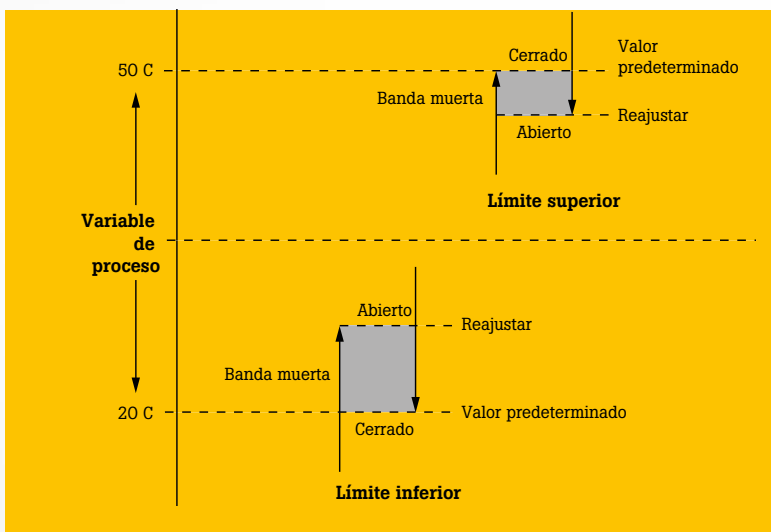 50 C
Cerrado
Valor
predeterminado
Banda muerta
Reajustar
Abierto
Límite superior
Variable
de
proceso
Abierto
Reajustar
Banda muerta
20 C
Valor predeterminado
Cerrado
Límite inferior